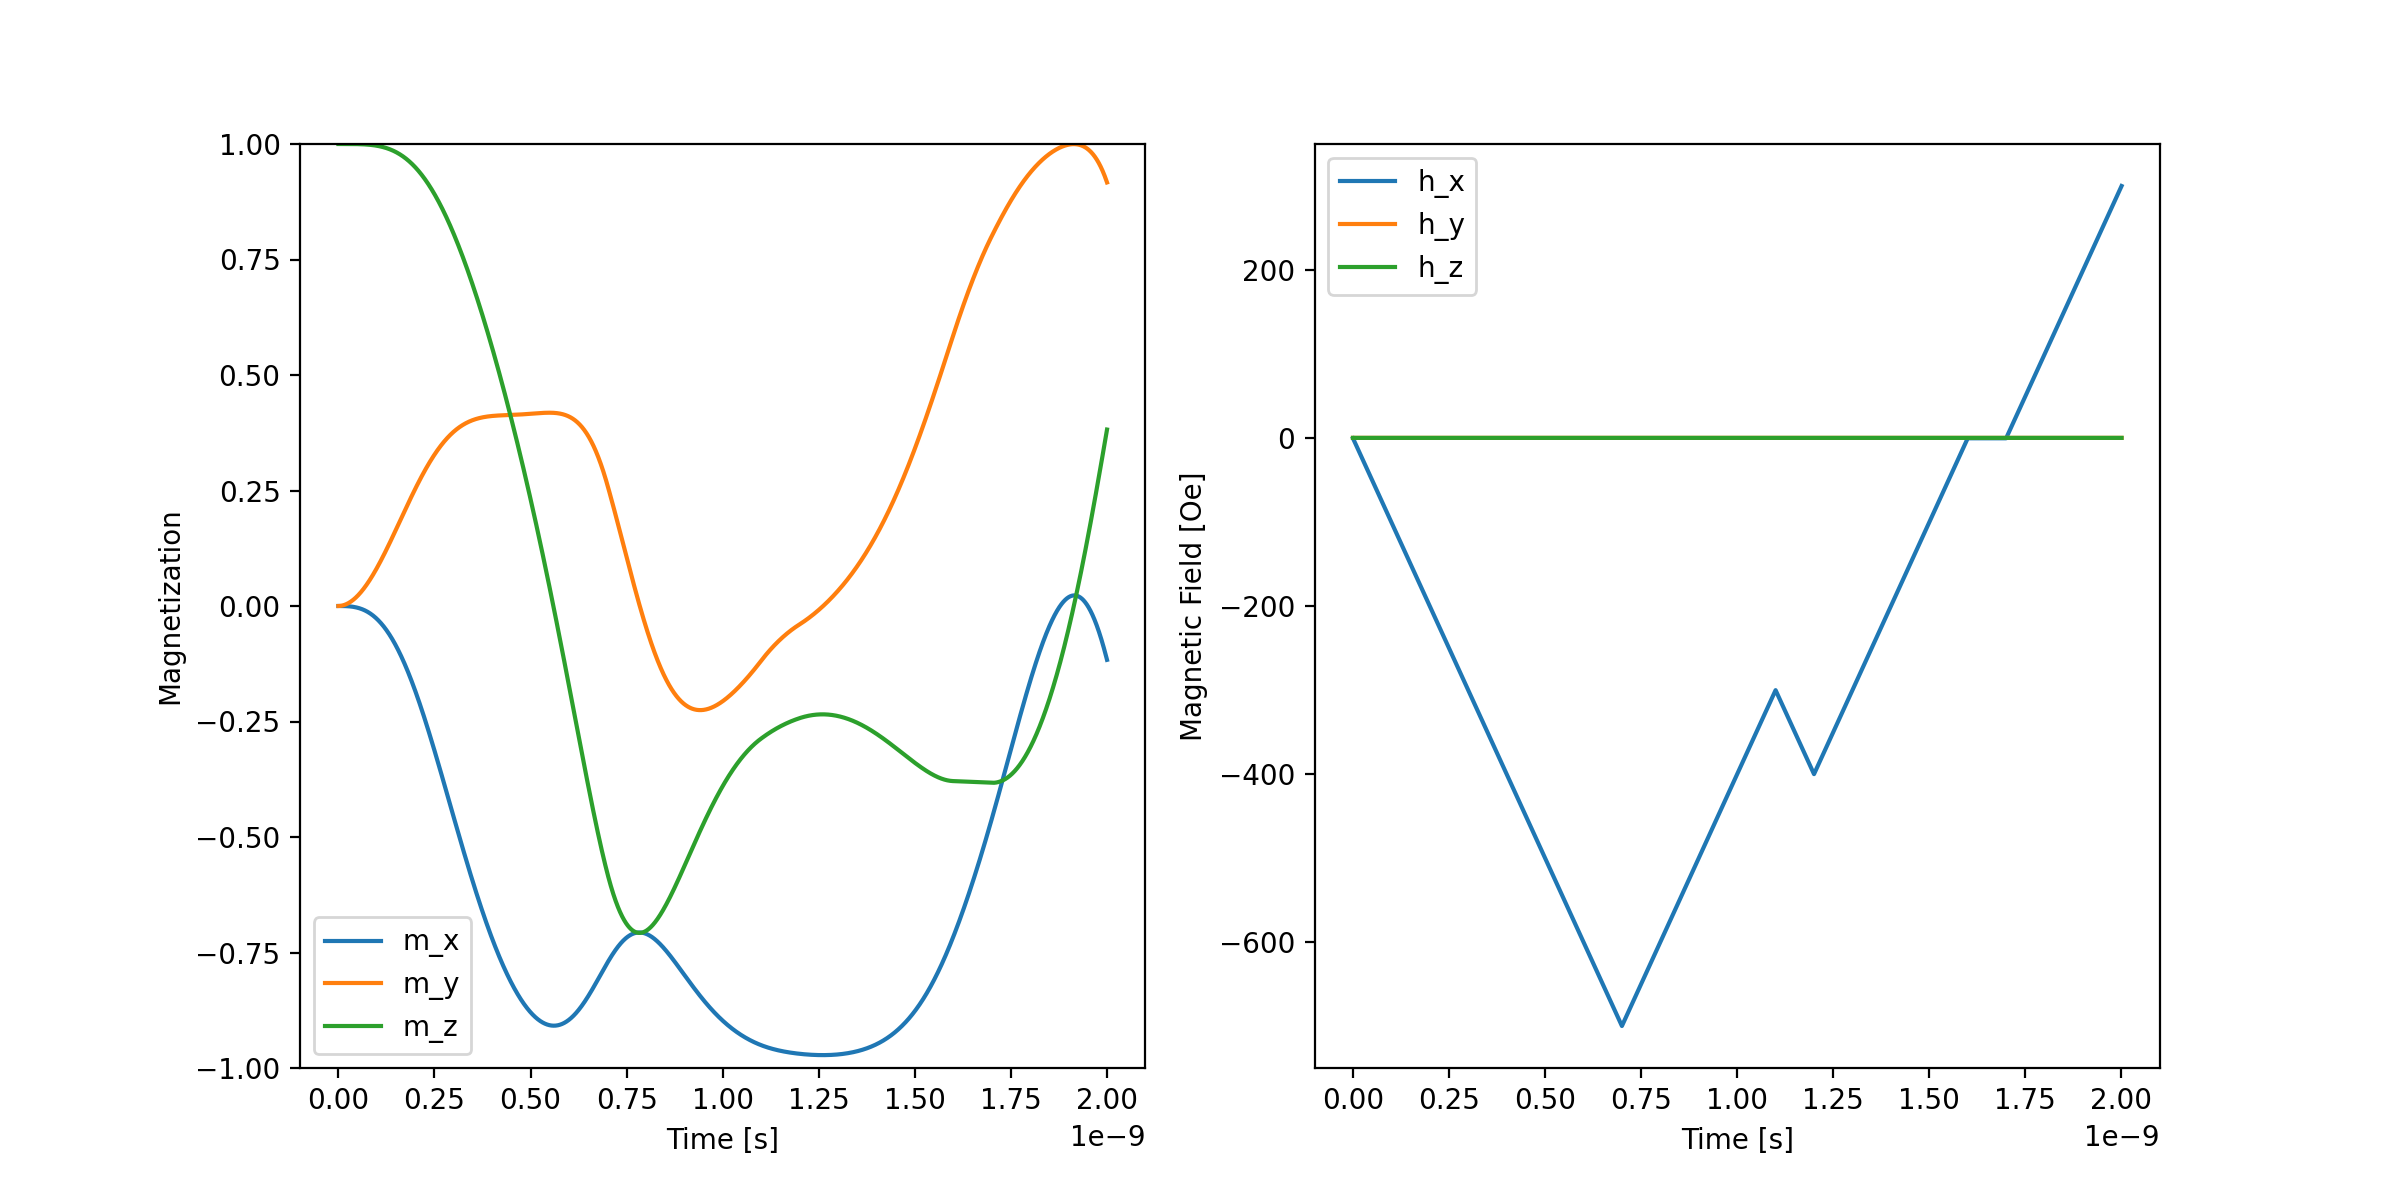 1.00
0.75
0.50
0.25
0.00
−0.25
−0.50
−0.75
−1.00
Magnetization
m_x
m_y
m_z
0.00 0.25 0.50 0.75 1.00 1.25 1.50 1.75 2.00
Time [s]
1e−9
h_x
h_y
h_z
200
0
−200
−400
−600
Magnetic Field [Oe]
0.00 0.25 0.50 0.75 1.00 1.25 1.50 1.75 2.00
Time [s]
1e−9